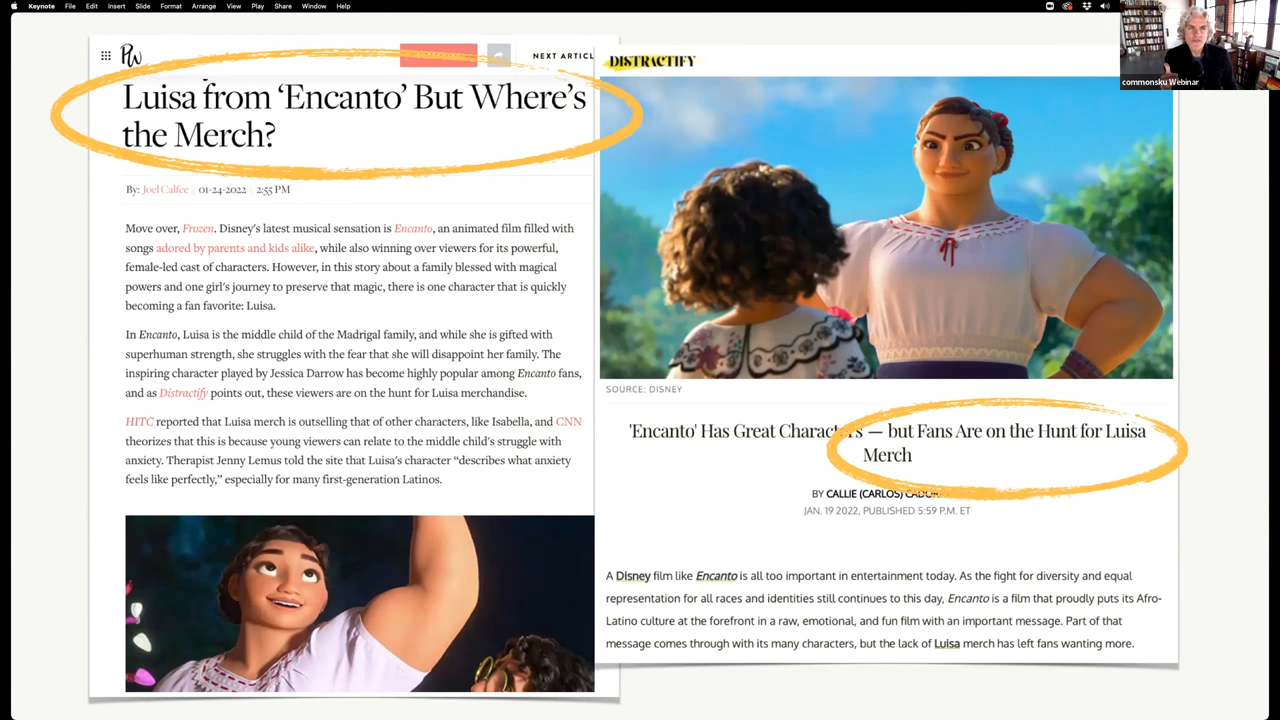 Keynote File Edit Insert Slide Format Arrange View Play Share Window Help
commonsku Webinar
PW
NEXT ARTICL
Luisa from ‘Encanto’ But Where’s
the Merch?
By: Joel Calfee | 01-24-2022 | 2:55 PM
Move over, Frozen. Disney's latest musical sensation is Encanto, an animated film filled with
songs adored by parents and kids alike, while also winning over viewers for its powerful,
female-led cast of characters. However, in this story about a family blessed with magical
powers and one girl's journey to preserve that magic, there is one character that is quickly
becoming a fan favorite: Luisa.
In Encanto, Luisa is the middle child of the Madrigal family, and while she is gifted with
superhuman strength, she struggles with the fear that she will disappoint her family. The
inspiring character played by Jessica Darrow has become highly popular among Encanto fans,
and as Distractify points out, these viewers are on the hunt for Luisa merchandise.
HITC reported that Luisa merch is outselling that of other characters, like Isabella, and CNN
theorizes that this is because young viewers can relate to the middle child's struggle with
anxiety. Therapist Jenny Lemus told the site that Luisa's character “describes what anxiety
feels like perfectly,” especially for many first-generation Latinos.
DISTRACTIFY
SOURCE: DISNEY
'Encanto' Has Great Characters — but Fans Are on the Hunt for Luisa
Merch
BY CALLIE (CARLOS)
JAN. 19 2022, PUBLISHED 5:59 P.M. ET
A Disney film like Encanto is all too important in entertainment today. As the fight for diversity and equal
representation for all races and identities still continues to this day, Encanto is a film that proudly puts its Afro-
Latino culture at the forefront in a raw, emotional, and fun film with an important message. Part of that
message comes through with its many characters, but the lack of Luisa merch has left fans wanting more.